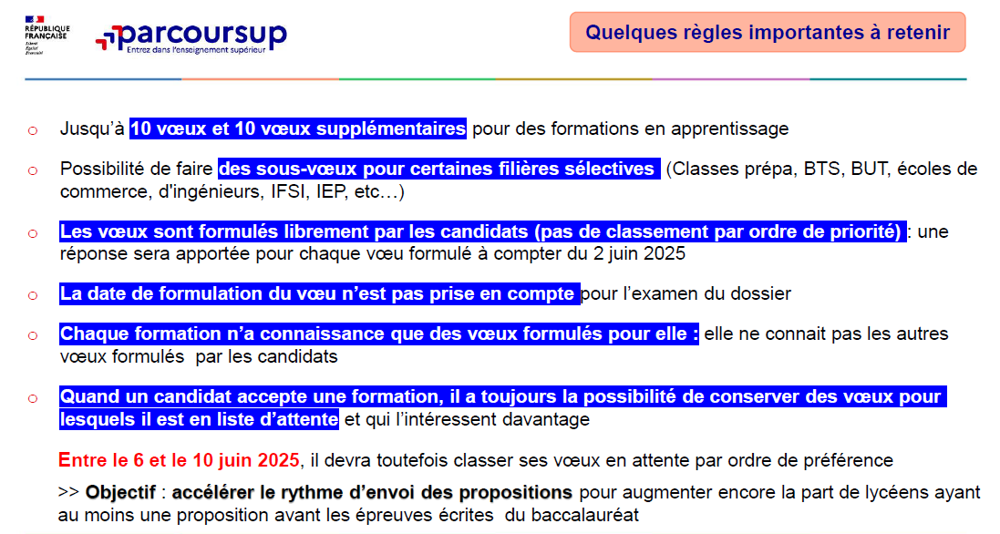 RÉPUBLIQUE
FRANÇAISE
Liberté
Égalité
Fraternité
parcoursup
Entrez dans l'enseignement supérieur
Quelques règles importantes à retenir
Jusqu'à 10 vœux et 10 vœux supplémentaires pour des formations en apprentissage
Possibilité de faire des sous-vœux pour certaines filières sélectives (Classes prépa, BTS, BUT, écoles de
commerce, d'ingénieurs, IFSI, IEP, etc…)
Les vœux sont formulés librement par les candidats (pas de classement par ordre de priorité) : une
réponse sera apportée pour chaque vœu formulé à compter du 2 juin 2025
La date de formulation du vœu n'est pas prise en compte pour l'examen du dossier
Chaque formation n'a connaissance que des vœux formulés pour elle : elle ne connait pas les autres
vœux formulés par les candidats
Quand un candidat accepte une formation, il a toujours la possibilité de conserver des vœux pour
lesquels il est en liste d'attente et qui l'intéressent davantage
Entre le 6 et le 10 juin 2025, il devra toutefois classer ses vœux en attente par ordre de préférence
>> Objectif : accélérer le rythme d'envoi des propositions pour augmenter encore la part de lycéens ayant
au moins une proposition avant les épreuves écrites du baccalauréat